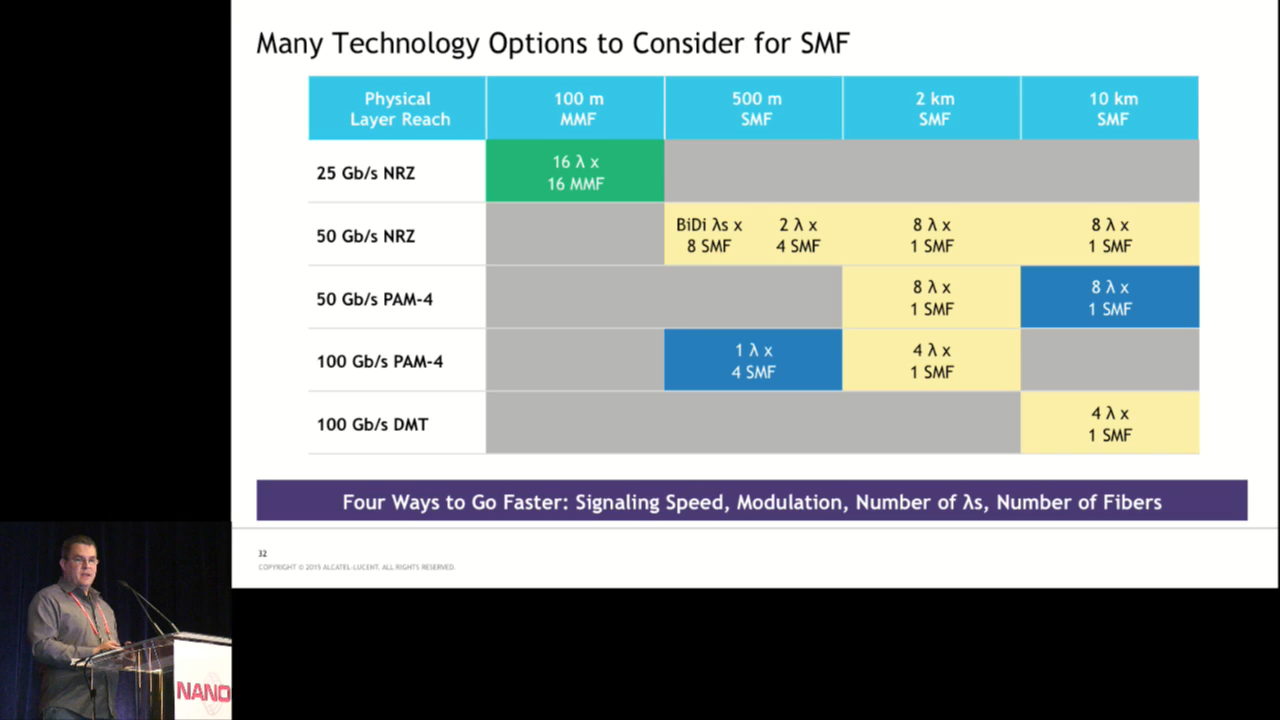 Many Technology Options to Consider for SMF
Physical Layer Reach
100 m MMF
500 m SMF
2 km SMF
10 km SMF
25 Gb/s NRZ
16 λ x
16 MMF
50 Gb/s NRZ
BiDi λs x
8 SMF
2 λ x
4 SMF
8 λ x
1 SMF
8 λ x
1 SMF
50 Gb/s PAM-4
8 λ x
1 SMF
8 λ x
1 SMF
100 Gb/s PAM-4
1 λ x
4 SMF
4 λ x
1 SMF
100 Gb/s DMT
4 λ x
1 SMF
Four Ways to Go Faster: Signaling Speed, Modulation, Number of λs, Number of Fibers
32
COPYRIGHT © 2015 ALCATEL-LUCENT. ALL RIGHTS RESERVED.
NANO